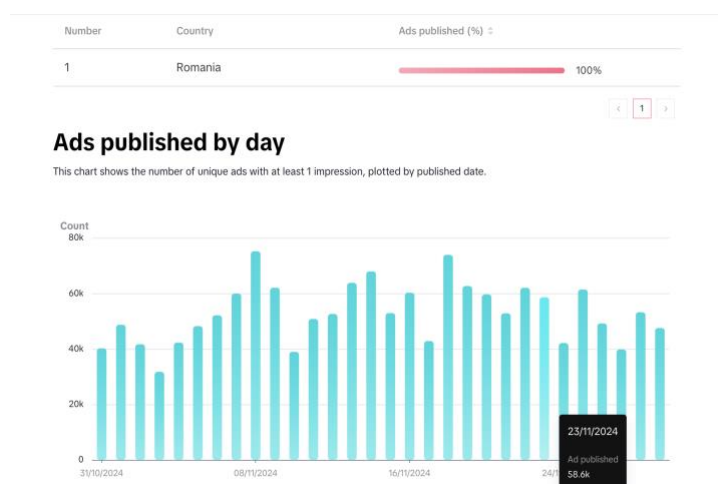 Number Country Ads published (%)
1 Romania 100%
1
Ads published by day
This chart shows the number of unique ads with at least 1 impression, plotted by published date.
Count
80k
60k
40k
20k
0
31/10/2024 08/11/2024 16/11/2024 24/1
23/11/2024
Ad published
58.6k